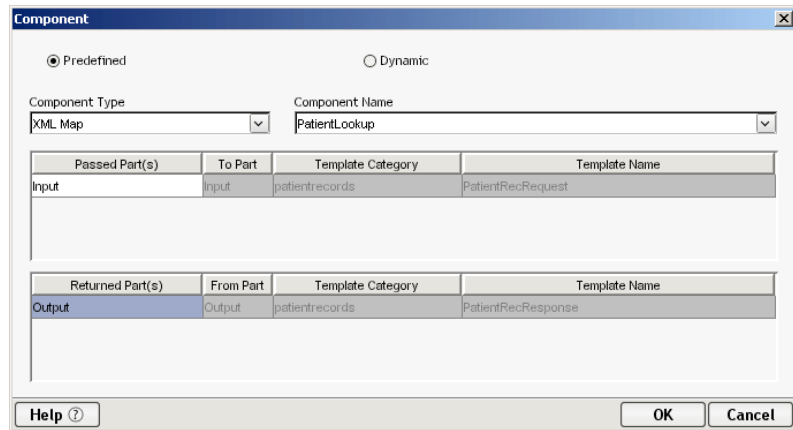 Component
Predefined Dynamic
Component Type Component Name
XML Map PatientLookup
Passed Part(s) To Part Template Category Template Name
Input Input patientrecords PatientRecRequest
Returned Part(s) From Part Template Category Template Name
Output Output patientrecords PatientRecResponse
Help ? OK Cancel